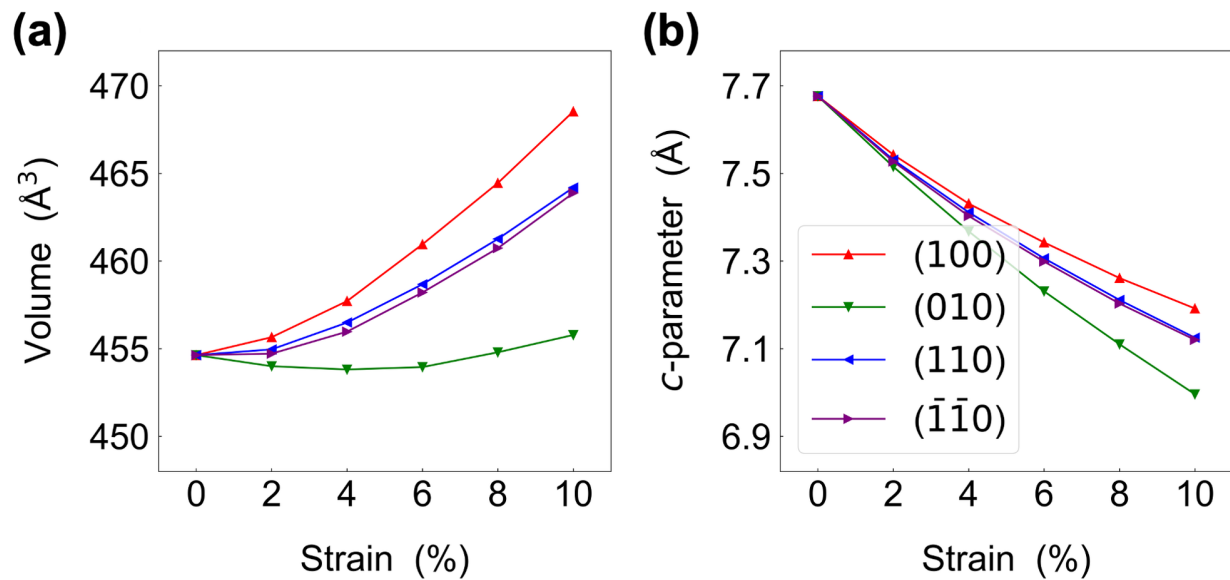 (a)
470
465
460
455
450
Volume (Å³)
0 2 4 6 8 10
Strain (%)
(b)
7.7
7.5
7.3
7.1
6.9
c-parameter (Å)
(100)
(010)
(110)
(1̄1̄0)
0 2 4 6 8 10
Strain (%)